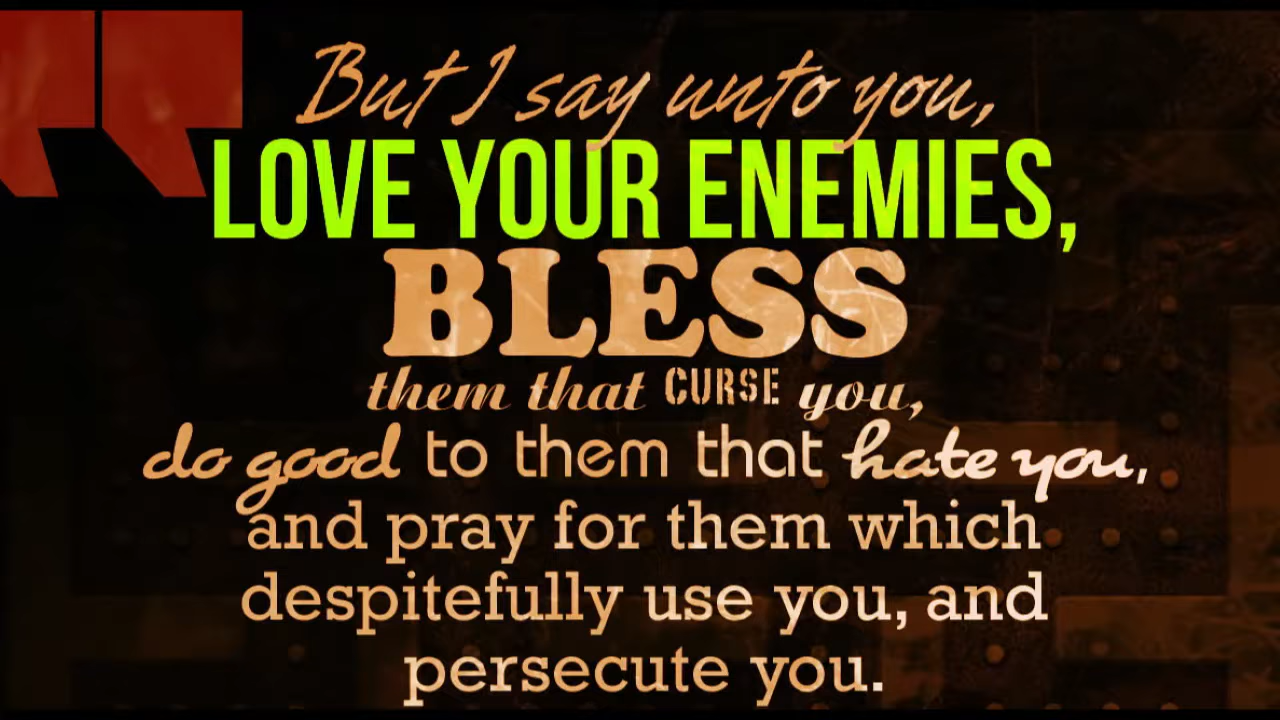 But I say unto you,
LOVE YOUR ENEMIES,
BLESS
them that CURSE you,
do good to them that hate you,
and pray for them which
despitefully use you, and
persecute you.